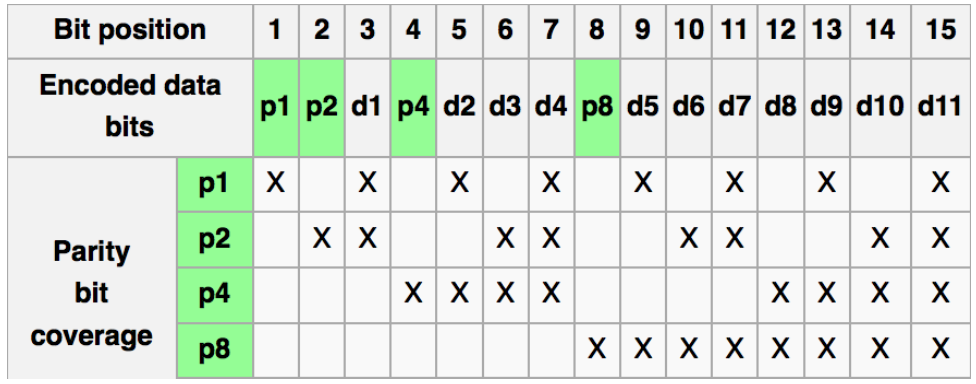 Bit position 1 2 3 4 5 6 7 8 9 10 11 12 13 14 15
Encoded data
bits
p1 p2 d1 p4 d2 d3 d4 p8 d5 d6 d7 d8 d9 d10 d11
Parity
bit
coverage
p1 X X X X X X X X
p2 X X X X X X X X
p4 X X X X X X X X
p8 X X X X X X X X